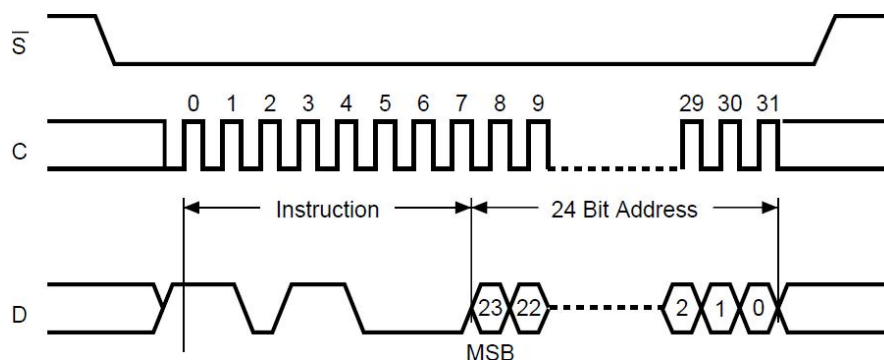 S
0 1 2 3 4 5 6 7 8 9 29 30 31
C
Instruction 24 Bit Address
D 23 22 2 1 0
MSB